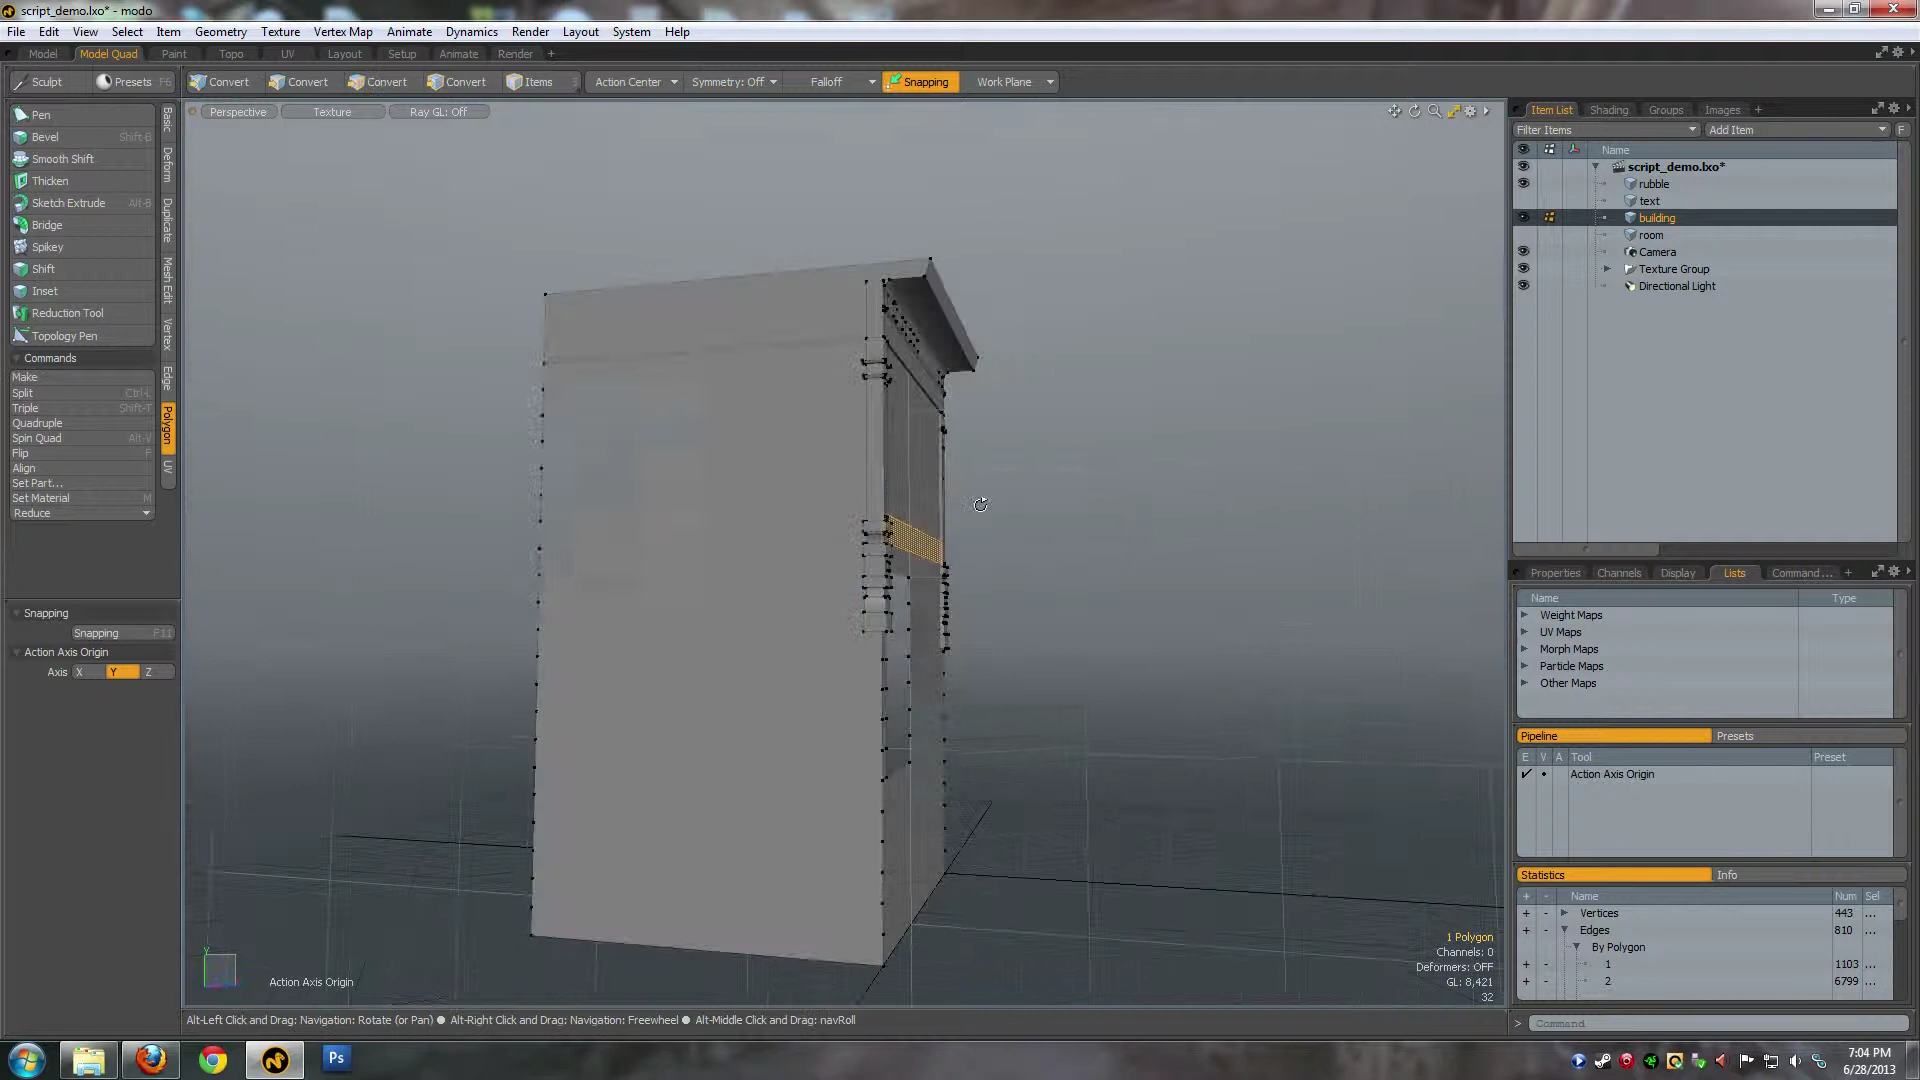 script_demo.lxo* - modo
File Edit View Select Item Geometry Texture Vertex Map Animate Dynamics Render Layout System Help
Model Model Quad Paint Topo UV Layout Setup Animate Render +
Sculpt Presets F6 Convert Convert Convert Convert Items Action Center Symmetry: Off Falloff Snapping Work Plane
Perspective Texture Ray GL: Off
Pen
Bevel Shift-B
Smooth Shift
Thicken
Sketch Extrude Alt-B
Bridge
Spikey
Shift
Inset
Reduction Tool
Topology Pen
Commands
Make
Split Ctrl-L
Triple Shift-T
Quadruple
Spin Quad Alt-V
Flip F
Align
Set Part...
Set Material M
Reduce
Basic
Deform
Duplicate
Mesh Edit
Vertex
Edge
Polygon
UV
Snapping
Snapping F11
Action Axis Origin
Axis X Y Z
Y
Action Axis Origin
1 Polygon
Channels: 0
Deformers: OFF
GL: 8,421
32
Alt-Left Click and Drag: Navigation: Rotate (or Pan) ● Alt-Right Click and Drag: Navigation: Freewheel ● Alt-Middle Click and Drag: navRoll
Item List Shading Groups Images +
Filter Items Add Item F
Name
script_demo.lxo*
rubble
text
building
room
Camera
Texture Group
Directional Light
Properties Channels Display Lists Command ... +
Name Type
Weight Maps
UV Maps
Morph Maps
Particle Maps
Other Maps
Pipeline Presets
E V A Tool Preset
Action Axis Origin
Statistics Info
+ - Name Num Sel
+ - Vertices 443 ...
+ - Edges 810 ...
By Polygon
+ - 1 1103 ...
+ - 2 6799 ...
> Command
Ps
7:04 PM
6/28/2013